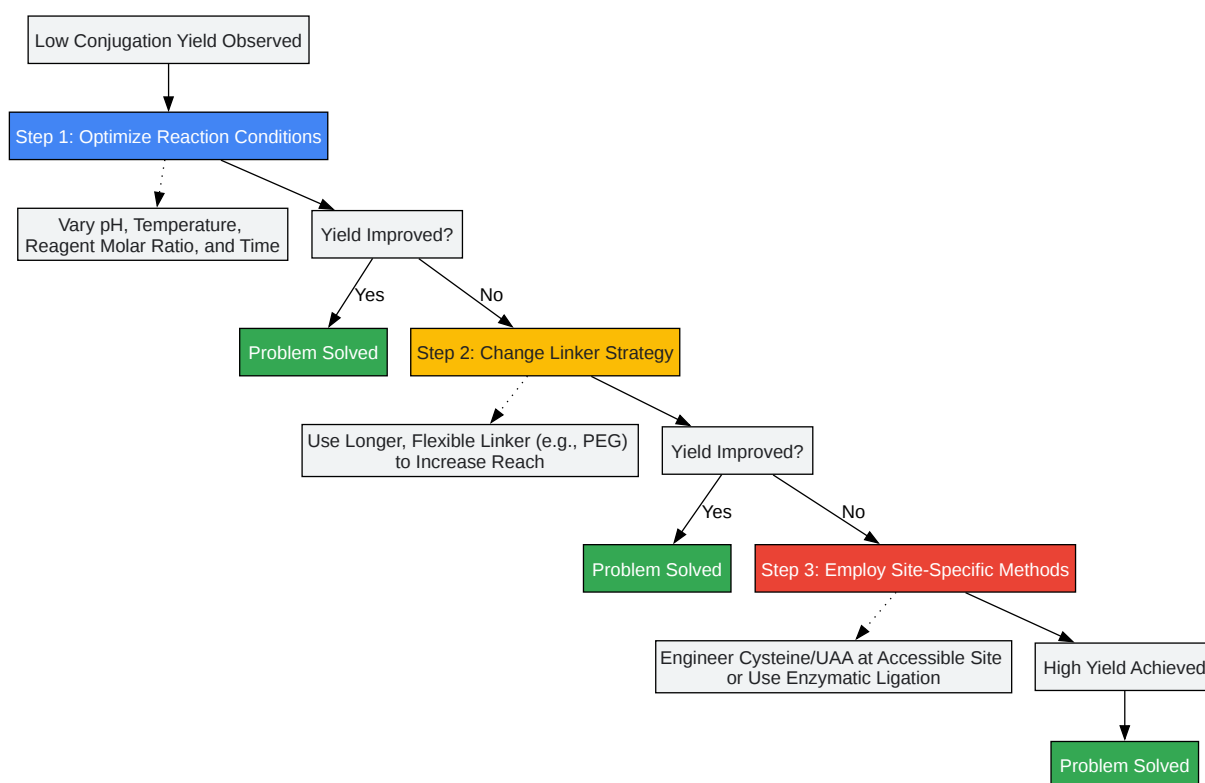 Low Conjugation Yield Observed
Step 1: Optimize Reaction Conditions
Vary pH, Temperature,
Reagent Molar Ratio, and Time
Yield Improved?
Yes
No
Problem Solved
Step 2: Change Linker Strategy
Use Longer, Flexible Linker (e.g., PEG)
to Increase Reach
Yield Improved?
Yes
No
Problem Solved
Step 3: Employ Site-Specific Methods
Engineer Cysteine/UAA at Accessible Site
or Use Enzymatic Ligation
High Yield Achieved
Problem Solved